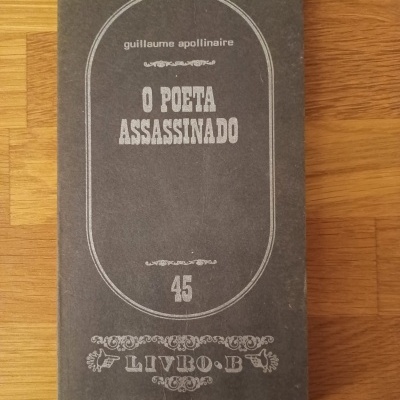 guillaume apollinaire
O POETA
ASSASSINADO
45
LIVRO·B